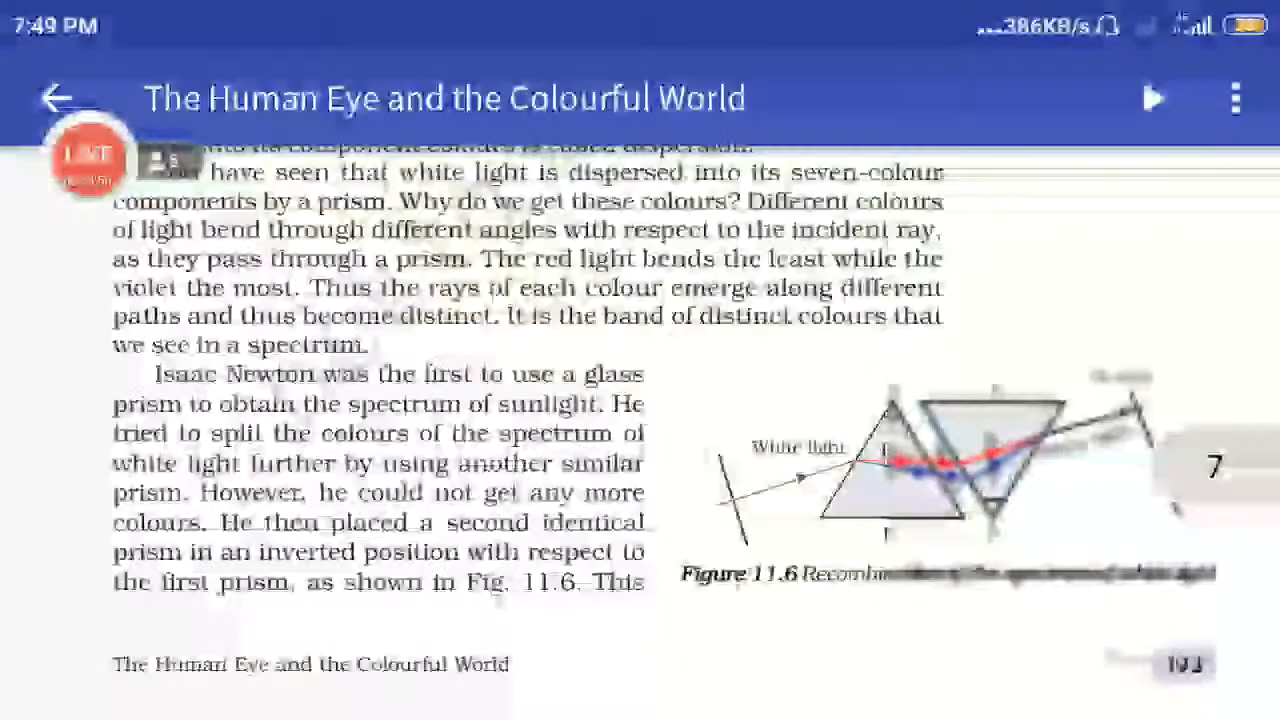 7:49 PM
...386KB/s
The Human Eye and the Colourful World
LIVE
5
its component colours is called dispersion.
have seen that white light is dispersed into its seven-colour
components by a prism. Why do we get these colours? Different colours
of light bend through different angles with respect to the incident ray,
as they pass through a prism. The red light bends the least while the
violet the most. Thus the rays of each colour emerge along different
paths and thus become distinct. It is the band of distinct colours that
we see in a spectrum.
Isaac Newton was the first to use a glass
prism to obtain the spectrum of sunlight. He
tried to split the colours of the spectrum of
white light further by using another similar
prism. However, he could not get any more
colours. He then placed a second identical
prism in an inverted position with respect to
the first prism, as shown in Fig. 11.6. This
White light
7
Figure 11.6
The Human Eye and the Colourful World